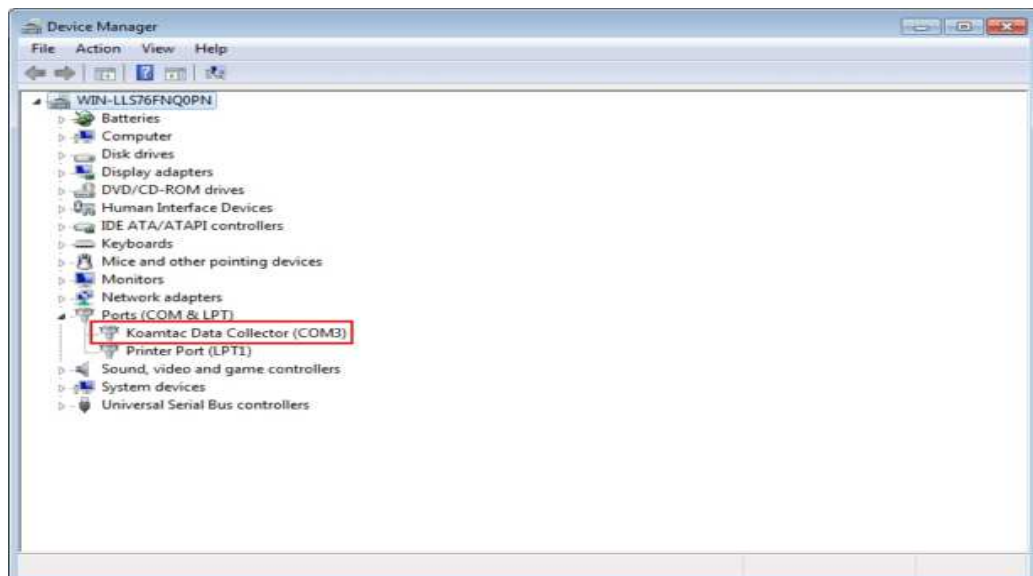 Device Manager
File Action View Help
WIN-LLS76FNQ0PN
Batteries
Computer
Disk drives
Display adapters
DVD/CD-ROM drives
Human Interface Devices
IDE ATA/ATAPI controllers
Keyboards
Mice and other pointing devices
Monitors
Network adapters
Ports (COM & LPT)
Koamtac Data Collector (COM3)
Printer Port (LPT1)
Sound, video and game controllers
System devices
Universal Serial Bus controllers